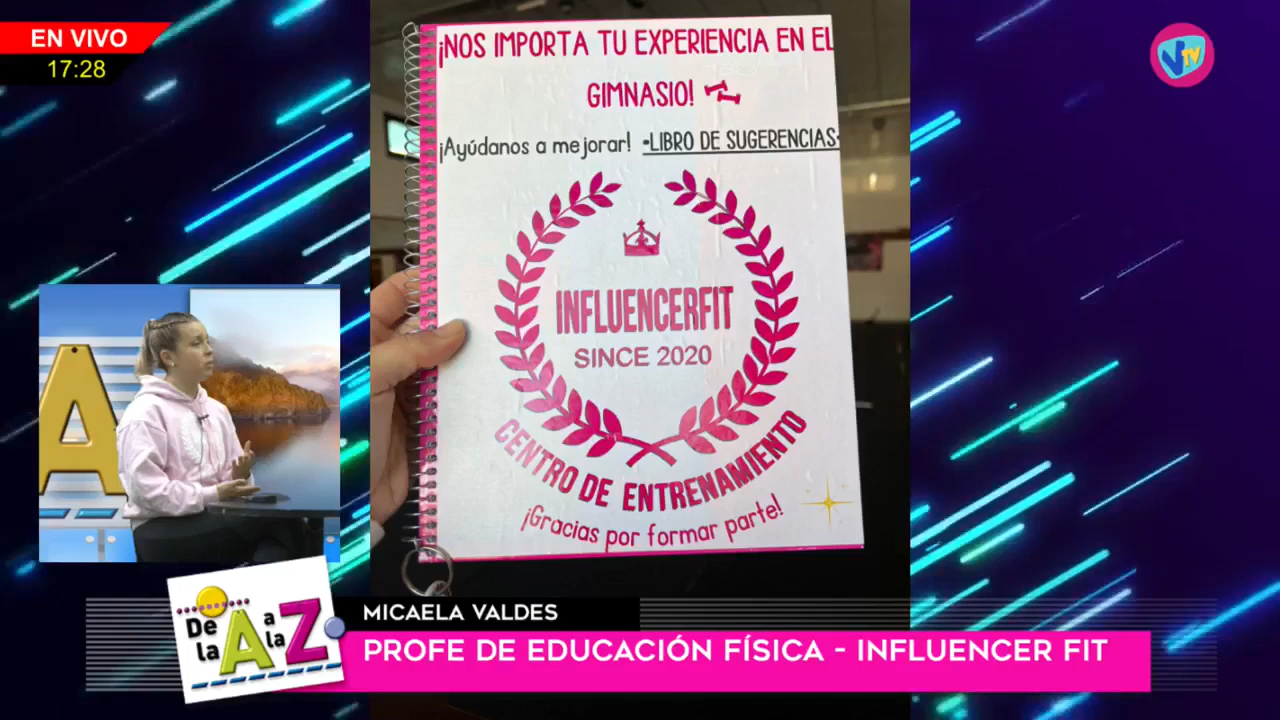 EN VIVO
17:28
VTV
¡NOS IMPORTA TU EXPERIENCIA EN EL
GIMNASIO!
¡Ayúdanos a mejorar! -LIBRO DE SUGERENCIAS-
INFLUENCERFIT
SINCE 2020
CENTRO DE ENTRENAMIENTO
¡Gracias por formar parte!
A
De la A a la Z
MICAELA VALDES
PROFE DE EDUCACIÓN FÍSICA - INFLUENCER FIT